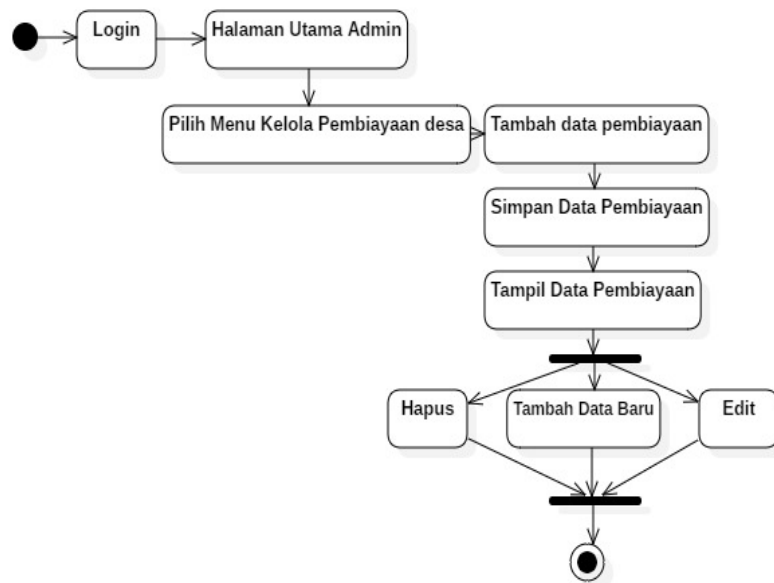 Login
Halaman Utama Admin
Pilih Menu Kelola Pembiayaan desa
Tambah data pembiayaan
Simpan Data Pembiayaan
Tampil Data Pembiayaan
Hapus
Tambah Data Baru
Edit